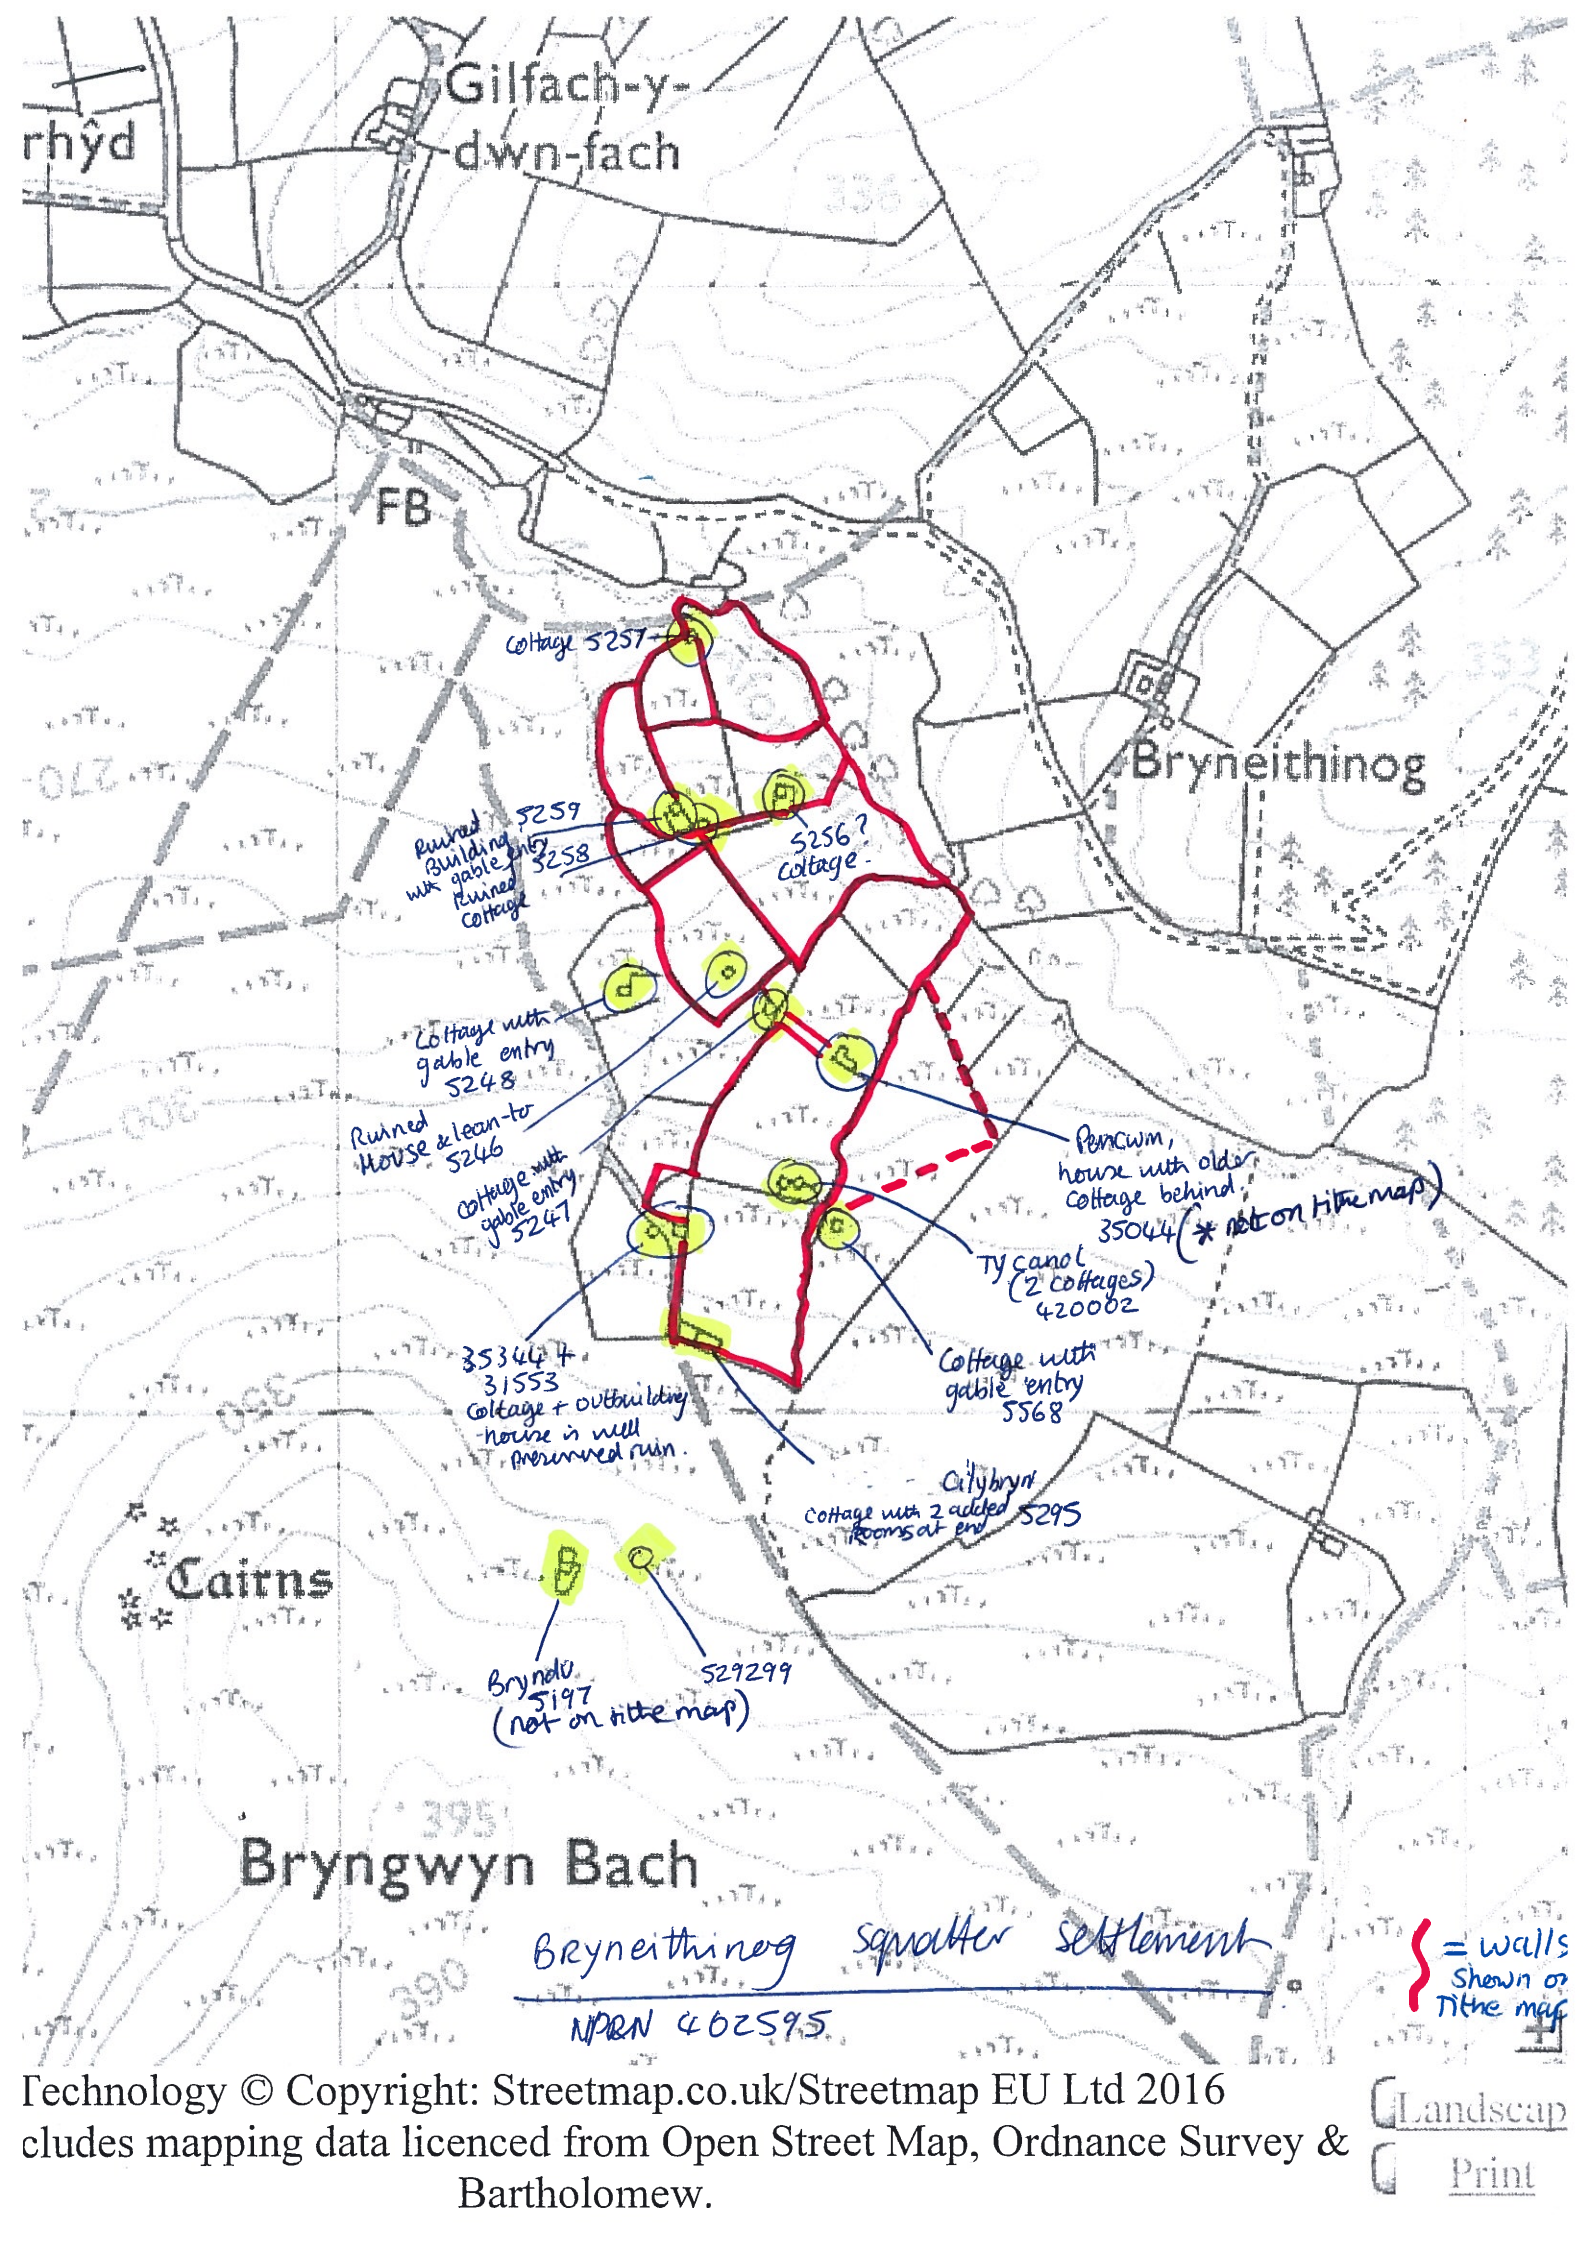 Gilfach-y-
-dwn-fach
rhŷd
336
FB
353
Cottage 5257
270
Bryneithinog
Ruined
Building
with gable entry
5259
Ruined
Cottage
5258
5256?
Cottage.
Cottage with
gable entry
5248
300
Ruined
House & lean-to
5246
Cottage with
gable entry
5247
Pencwm,
house with older
cottage behind.
35044 (* not on tithe map)
Ty canol
(2 cottages)
420002
35344 +
31553
Cottage + outbuilding
-house is well
preserved ruin.
Cottage with
gable entry
5568
350
Cilybryn
Cottage with 2 added
rooms at end
5295
Cairns
Bryndu
5197
(not on tithe map)
529299
395
Bryngwyn Bach
390
Bryneithinog squatter settlement
NPRN 402595
= walls
shown on
Tithe map
Technology © Copyright: Streetmap.co.uk/Streetmap EU Ltd 2016
cludes mapping data licenced from Open Street Map, Ordnance Survey &
Bartholomew.
Landscap
Print